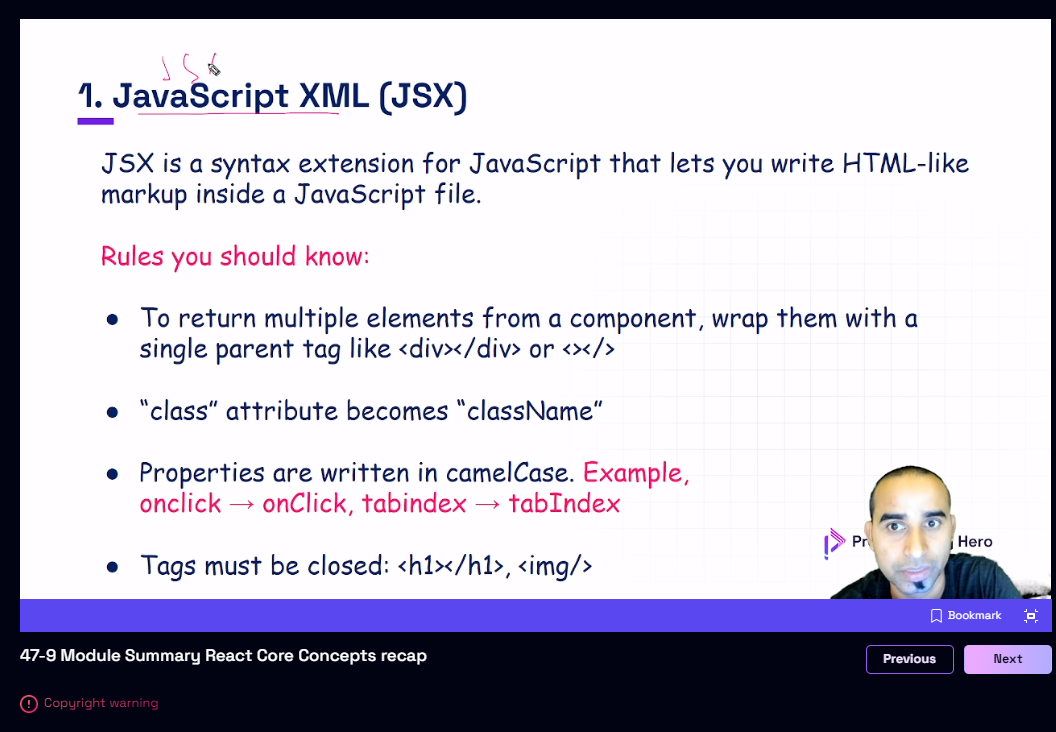 JS
1. JavaScript XML (JSX)
JSX is a syntax extension for JavaScript that lets you write HTML-like
markup inside a JavaScript file.
Rules you should know:
● To return multiple elements from a component, wrap them with a
single parent tag like <div></div> or <></>
● “class” attribute becomes “className”
● Properties are written in camelCase. Example,
onclick → onClick, tabindex → tabIndex
Hero
● Tags must be closed: <h1></h1>, <img/>
Bookmark
47-9 Module Summary React Core Concepts recap
Previous
Next
! Copyright warning